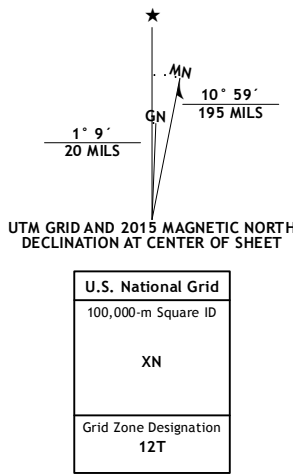 ★
MN
GN
10° 59´
195 MILS
1° 9´
20 MILS
UTM GRID AND 2015 MAGNETIC NORTH
DECLINATION AT CENTER OF SHEET
U.S. National Grid
100,000-m Square ID
XN
Grid Zone Designation
12T